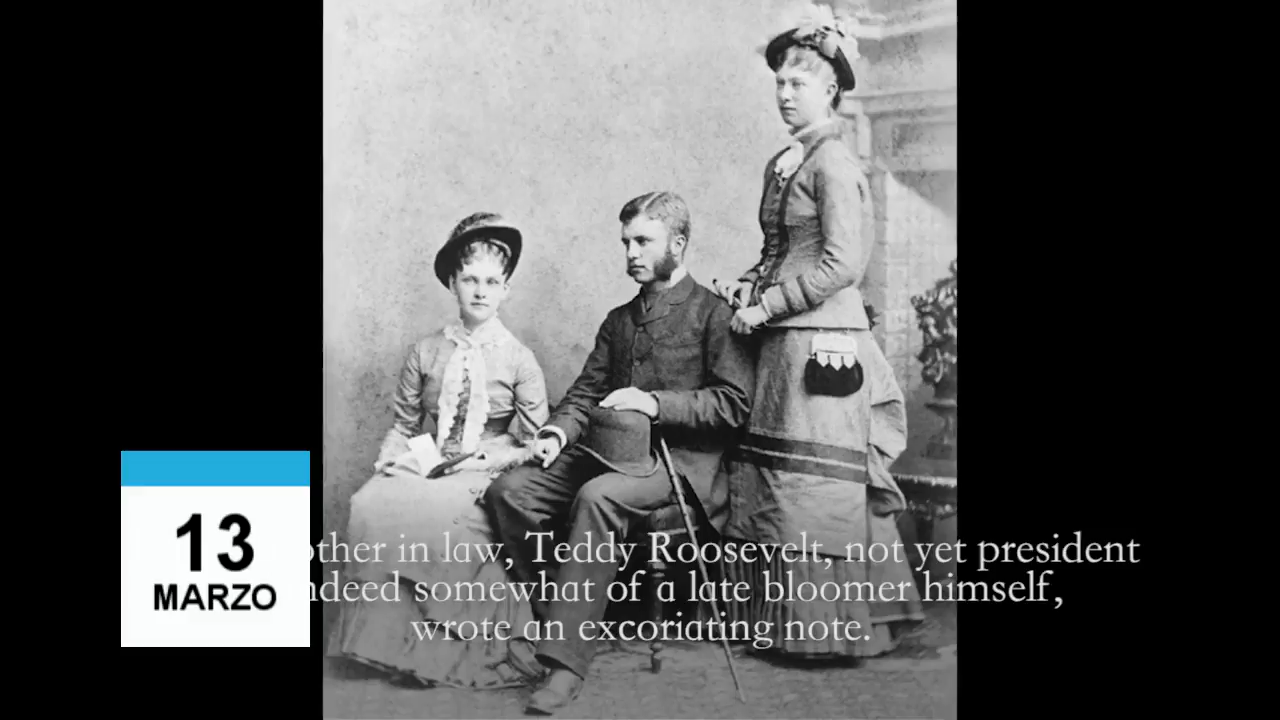 13
MARZO
other in law, Teddy Roosevelt, not yet president
ndeed somewhat of a late bloomer himself,
wrote an excoriating note.